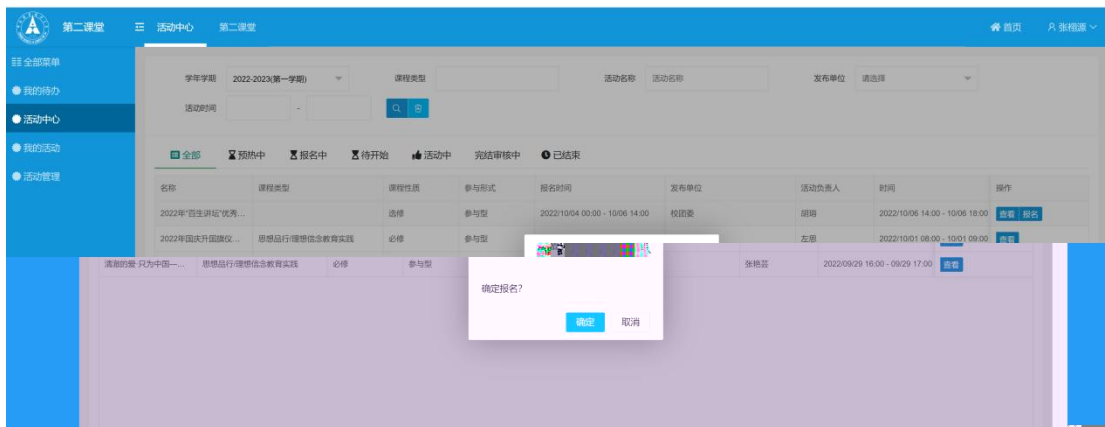 第二课堂 活动中心 第二课堂 首页 张榕源
全部菜单
我的待办
活动中心
我的活动
活动管理
学年学期 2022-2023(第一学期) 课程类型 活动名称 活动名称 发布单位 请选择
活动时间 -
全部 预热中 报名中 待开始 活动中 完结审核中 已结束
名称 课程类型 课程性质 参与形式 报名时间 发布单位 活动负责人 时间 操作
2022年“百生讲坛”优秀... 选修 参与型 2022/10/04 00:00 - 10/06 14:00 校团委 胡瑞 2022/10/06 14:00 - 10/06 18:00 查看 报名
2022年国庆升国旗仪... 思想品行/理想信念教育实践 必修 参与型 左思 2022/10/01 08:00 - 10/01 09:00 查看
清澈的爱·只为中国—... 思想品行/理想信念教育实践 必修 参与型 张艳芸 2022/09/29 16:00 - 09/29 17:00 查看
确定报名?
确定 取消